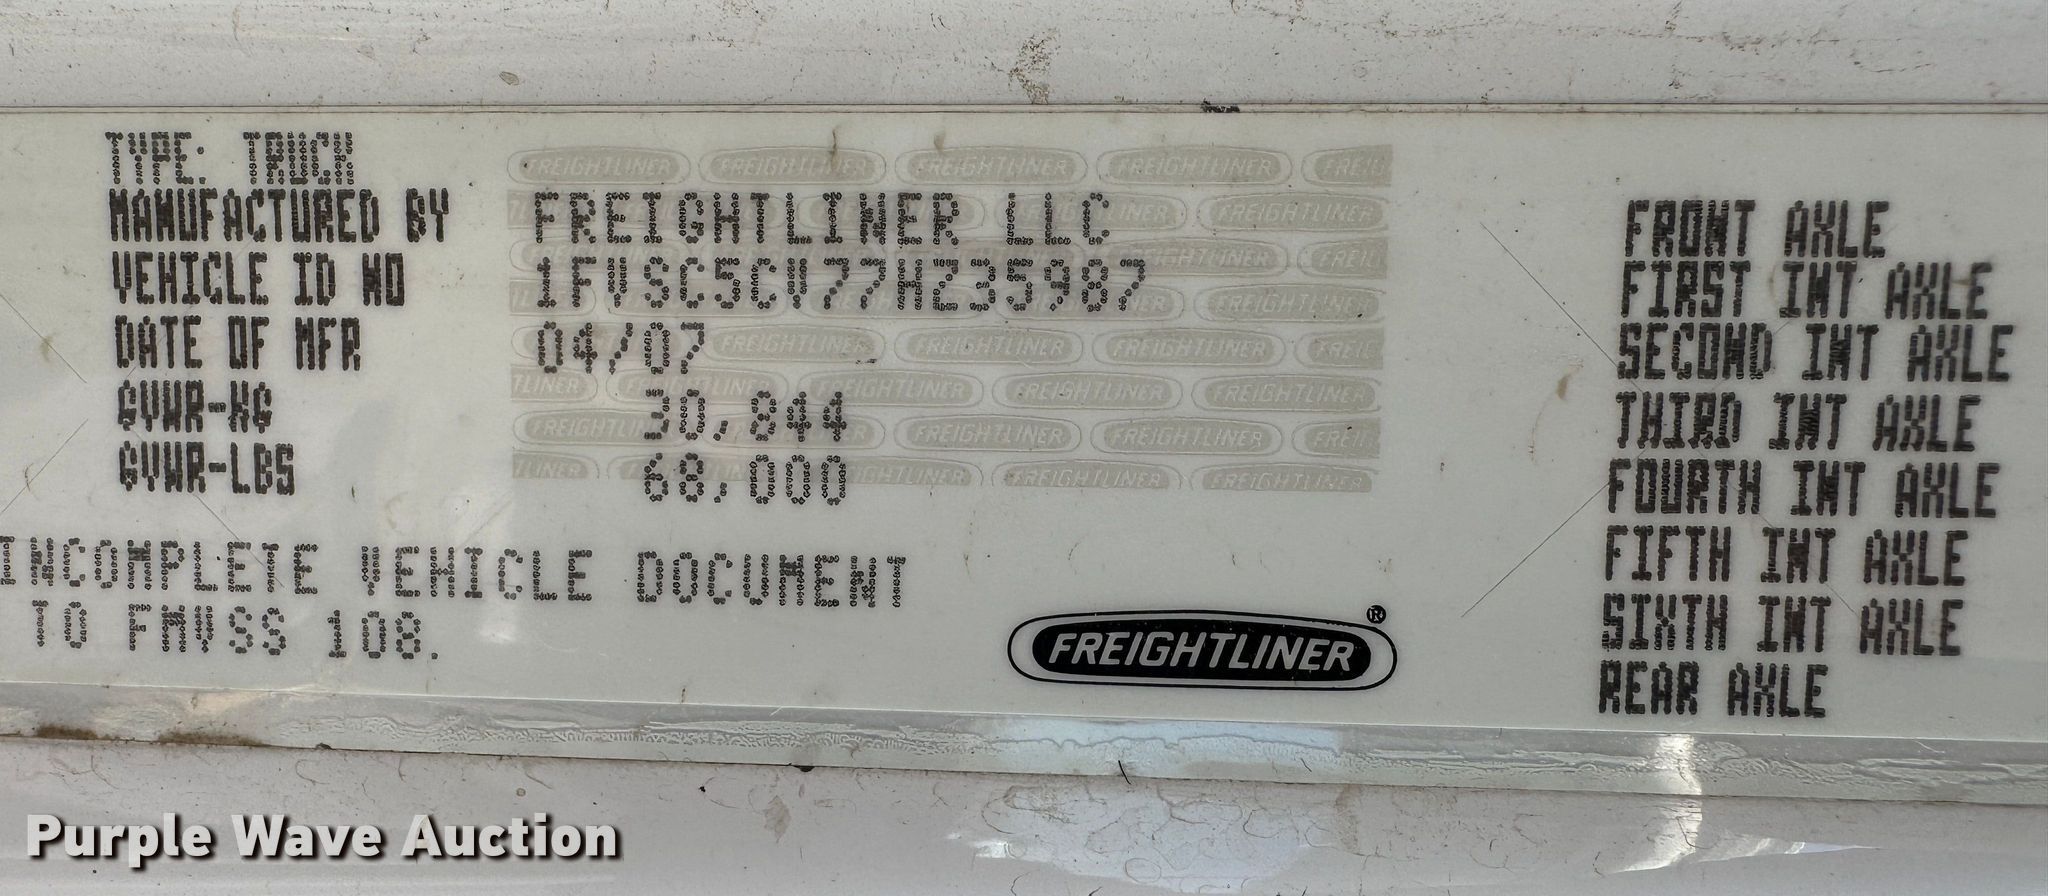 TYPE: TRUCK
MANUFACTURED BY FREIGHTLINER LLC
VEHICLE ID NO 1FVSC5CV77HZ35987
DATE OF MFR 04/07
GVWR-KG 30,844
GVWR-LBS 68,000
INCOMPLETE VEHICLE DOCUMENT
TO FMVSS 108.
FREIGHTLINER®
FRONT AXLE
FIRST INT AXLE
SECOND INT AXLE
THIRD INT AXLE
FOURTH INT AXLE
FIFTH INT AXLE
SIXTH INT AXLE
REAR AXLE
Purple Wave Auction